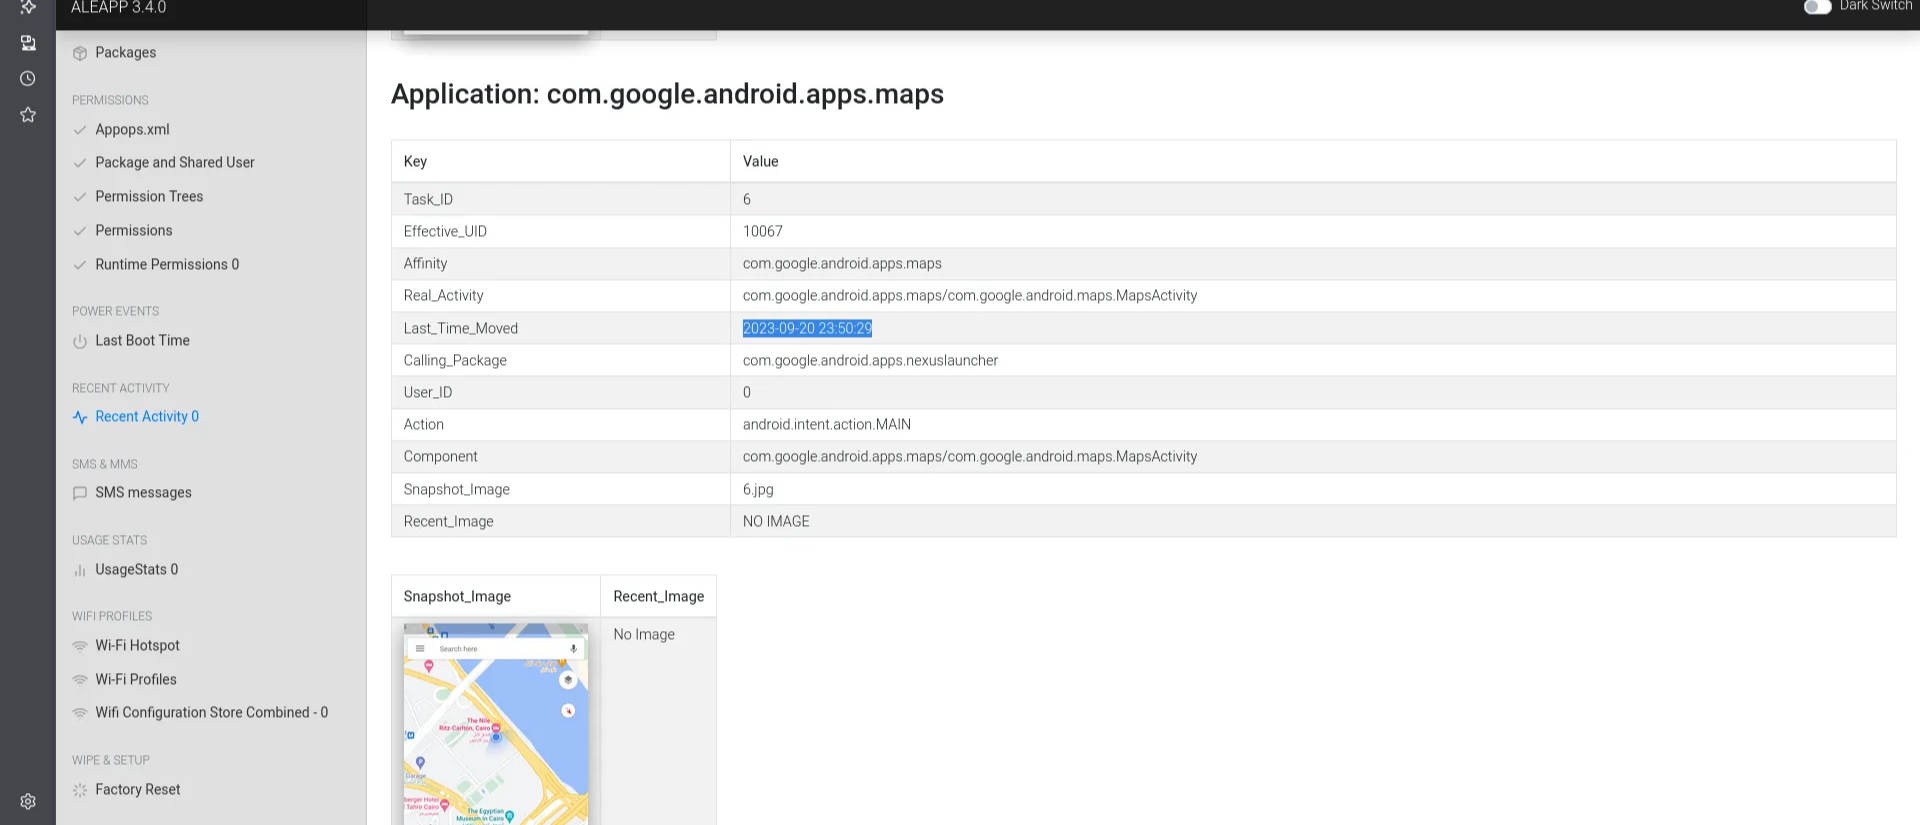 ALEAPP 3.4.0
Dark Switch
Packages
PERMISSIONS
Appops.xml
Package and Shared User
Permission Trees
Permissions
Runtime Permissions 0
POWER EVENTS
Last Boot Time
RECENT ACTIVITY
Recent Activity 0
SMS & MMS
SMS messages
USAGE STATS
UsageStats 0
WIFI PROFILES
Wi-Fi Hotspot
Wi-Fi Profiles
Wifi Configuration Store Combined - 0
WIPE & SETUP
Factory Reset
Application: com.google.android.apps.maps
Key Value
Task_ID 6
Effective_UID 10067
Affinity com.google.android.apps.maps
Real_Activity com.google.android.apps.maps/com.google.android.maps.MapsActivity
Last_Time_Moved 2023-09-20 23:50:29
Calling_Package com.google.android.apps.nexuslauncher
User_ID 0
Action android.intent.action.MAIN
Component com.google.android.apps.maps/com.google.android.maps.MapsActivity
Snapshot_Image 6.jpg
Recent_Image NO IMAGE
Snapshot_Image Recent_Image
No Image
Search here
The Nile
Ritz-Carlton, Cairo
Garage
Tahrir Cairo
The Egyptian
Museum in Cairo